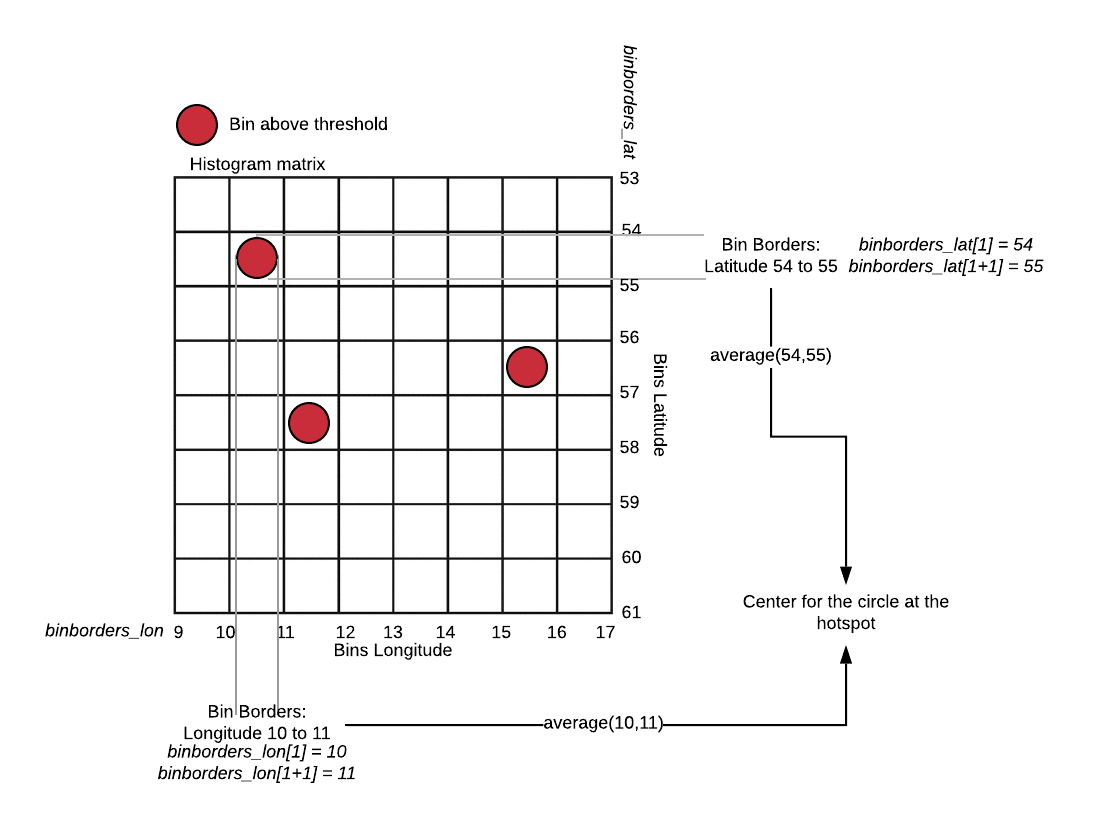 binborders_lat
Bin above threshold
Histogram matrix
53
54
55
56
57
58
59
60
61
Bins Latitude
Bin Borders:
Latitude 54 to 55
binborders_lat[1] = 54
binborders_lat[1+1] = 55
average(54,55)
Center for the circle at the
hotspot
binborders_lon
9 10 11 12 13 14 15 16 17
Bins Longitude
Bin Borders:
Longitude 10 to 11
binborders_lon[1] = 10
binborders_lon[1+1] = 11
average(10,11)